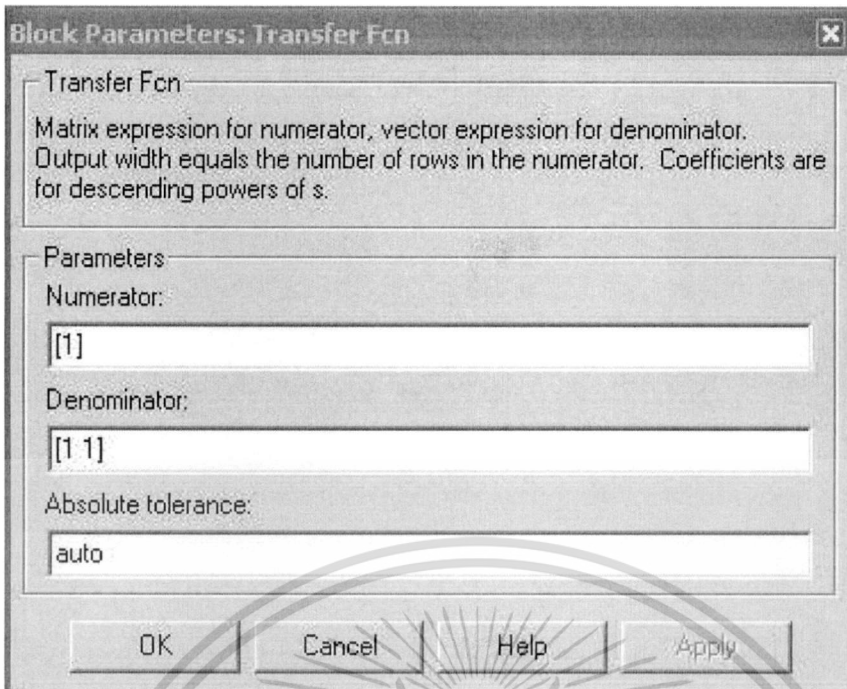 Block Parameters: Transfer Fcn
Transfer Fcn
Matrix expression for numerator, vector expression for denominator.
Output width equals the number of rows in the numerator. Coefficients are
for descending powers of s.
Parameters
Numerator:
[1]
Denominator:
[1 1]
Absolute tolerance:
auto
OK
Cancel
Help
Apply